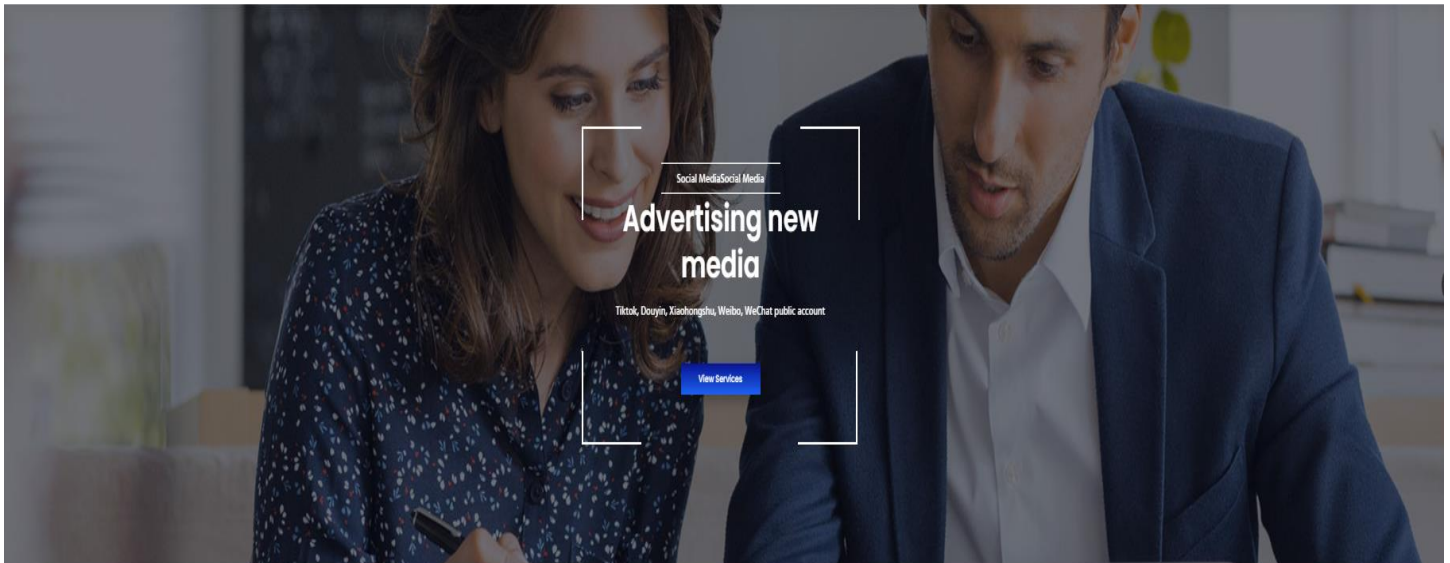 Social MediaSocial Media
Advertising new
media
Tiktok, Douyin, Xiaohongshu, Weibo, WeChat public account
View Services